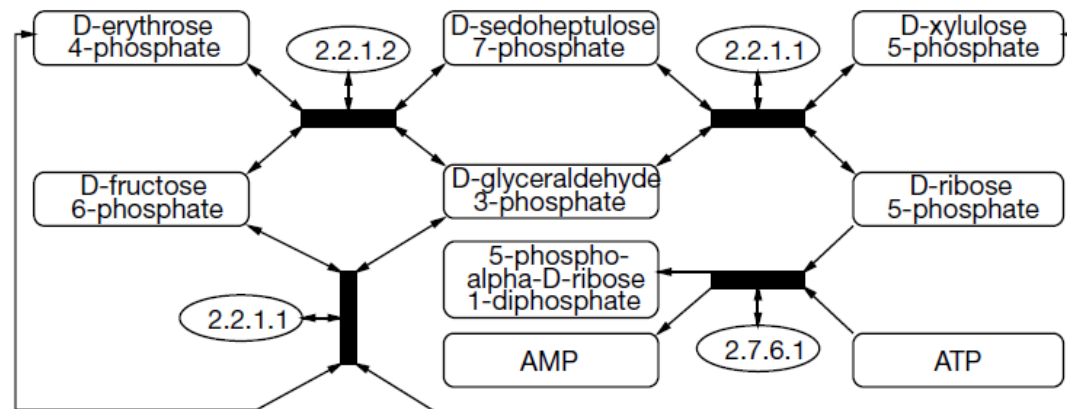 D-erythrose
4-phosphate
2.2.1.2
D-sedoheptulose
7-phosphate
2.2.1.1
D-xylulose
5-phosphate
D-fructose
6-phosphate
D-glyceraldehyde
3-phosphate
D-ribose
5-phosphate
5-phospho-
alpha-D-ribose
1-diphosphate
2.2.1.1
AMP
2.7.6.1
ATP